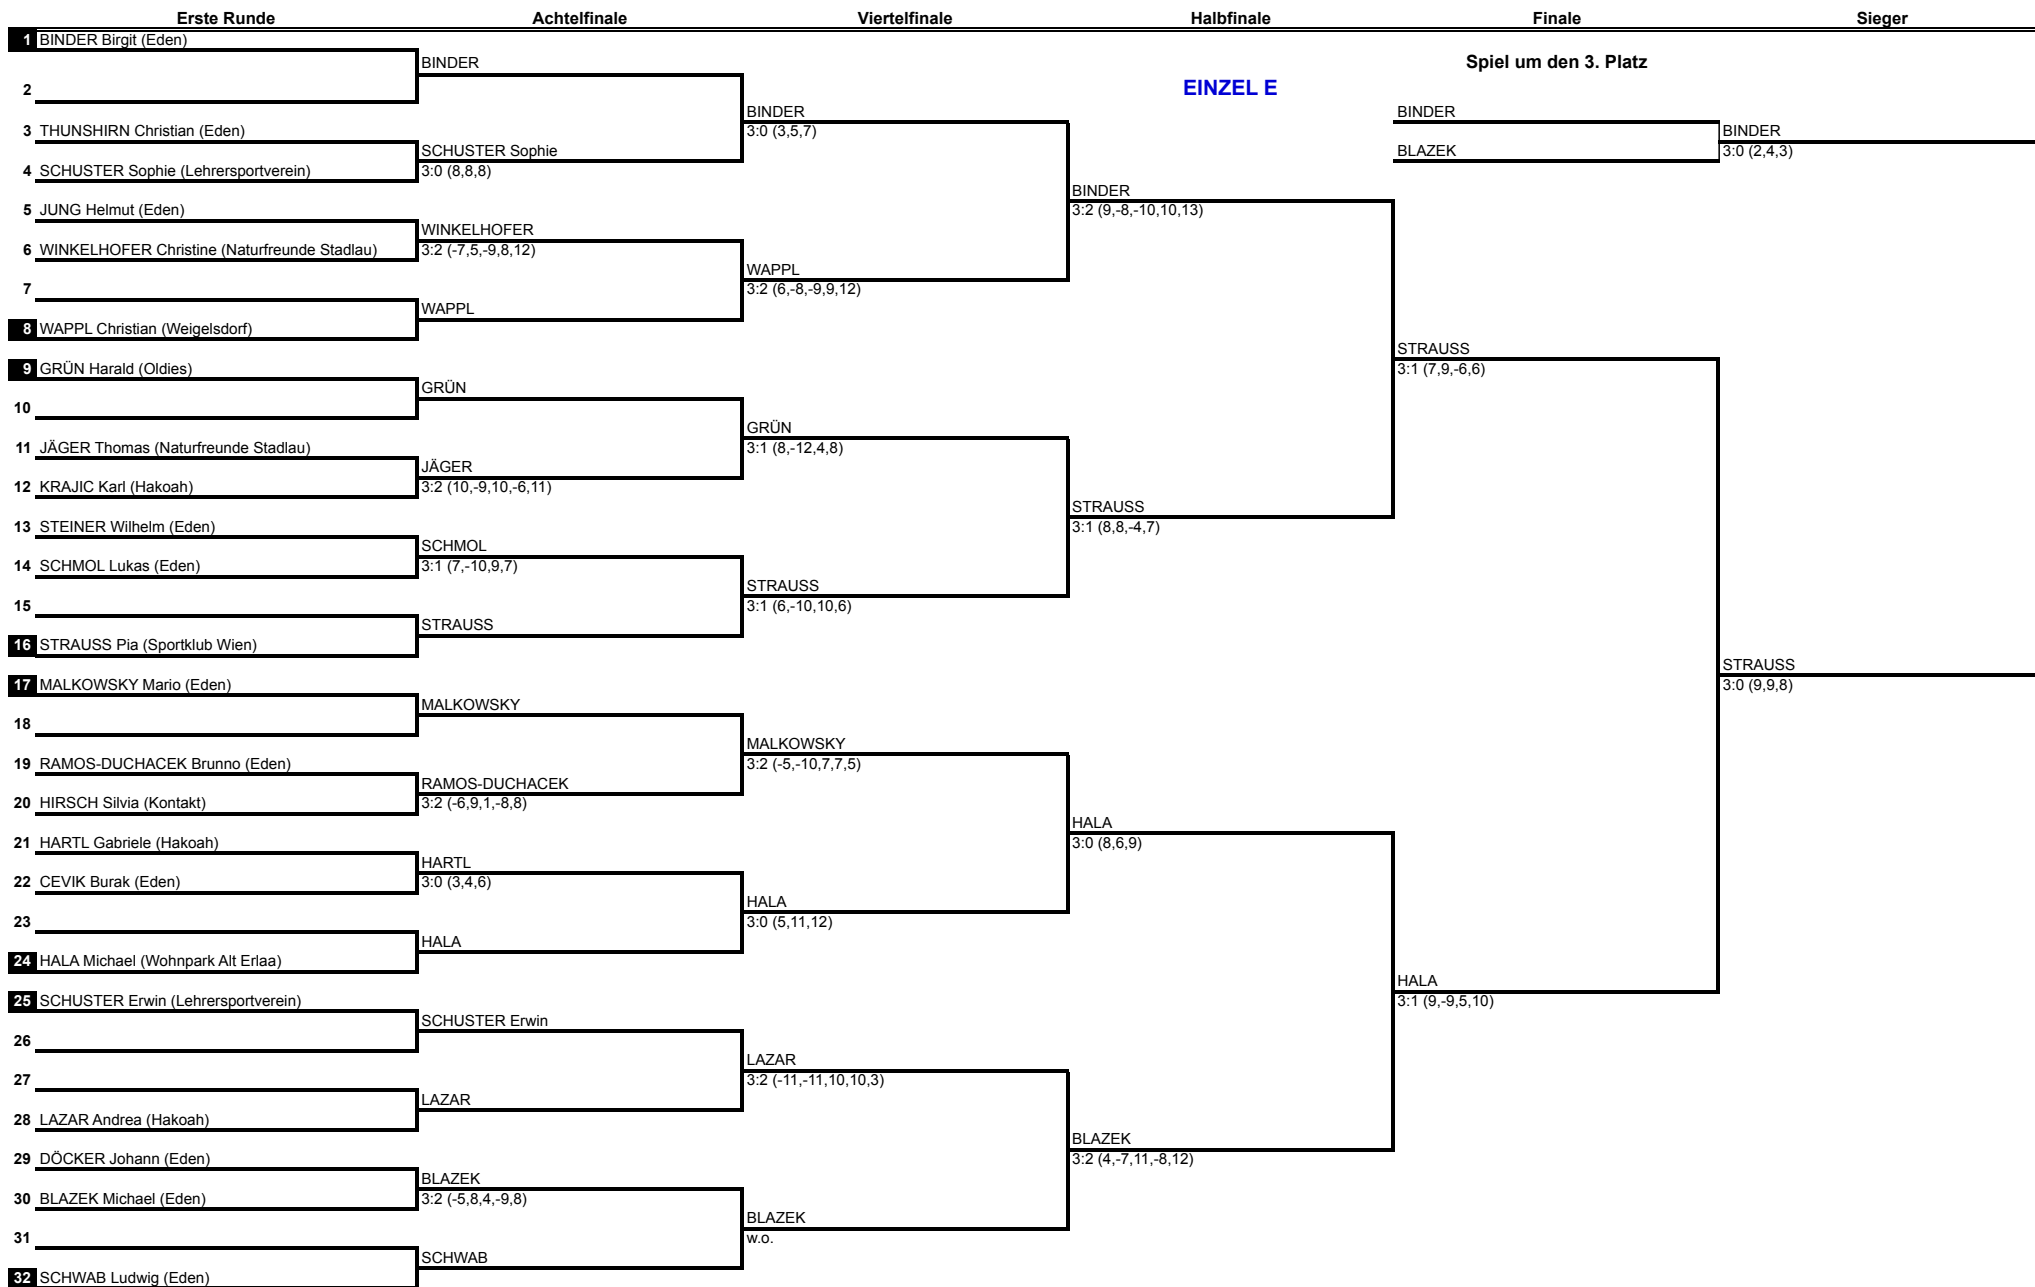 Erste Runde Achtelfinale Viertelfinale Halbfinale Finale Sieger
1 BINDER Birgit (Eden)
BINDER Spiel um den 3. Platz
2 EINZEL E
BINDER BINDER
3 THUNSHIRN Christian (Eden) 3:0 (3,5,7) BINDER
SCHUSTER Sophie BLAZEK 3:0 (2,4,3)
4 SCHUSTER Sophie (Lehrersportverein) 3:0 (8,8,8)
BINDER
5 JUNG Helmut (Eden) 3:2 (9,-8,-10,10,13)
WINKELHOFER
6 WINKELHOFER Christine (Naturfreunde Stadlau) 3:2 (-7,5,-9,8,12)
WAPPL
7 3:2 (6,-8,-9,9,12)
WAPPL
8 WAPPL Christian (Weigelsdorf)
STRAUSS
9 GRÜN Harald (Oldies) 3:1 (7,9,-6,6)
GRÜN
10
GRÜN
11 JÄGER Thomas (Naturfreunde Stadlau) 3:1 (8,-12,4,8)
JÄGER
12 KRAJIC Karl (Hakoah) 3:2 (10,-9,10,-6,11)
STRAUSS
13 STEINER Wilhelm (Eden) 3:1 (8,8,-4,7)
SCHMOL
14 SCHMOL Lukas (Eden) 3:1 (7,-10,9,7)
STRAUSS
15 3:1 (6,-10,10,6)
STRAUSS
16 STRAUSS Pia (Sportklub Wien)
STRAUSS
17 MALKOWSKY Mario (Eden) 3:0 (9,9,8)
MALKOWSKY
18
MALKOWSKY
19 RAMOS-DUCHACEK Brunno (Eden) 3:2 (-5,-10,7,7,5)
RAMOS-DUCHACEK
20 HIRSCH Silvia (Kontakt) 3:2 (-6,9,1,-8,8)
HALA
21 HARTL Gabriele (Hakoah) 3:0 (8,6,9)
HARTL
22 CEVIK Burak (Eden) 3:0 (3,4,6)
HALA
23 3:0 (5,11,12)
HALA
24 HALA Michael (Wohnpark Alt Erlaa)
HALA
25 SCHUSTER Erwin (Lehrersportverein) 3:1 (9,-9,5,10)
SCHUSTER Erwin
26
LAZAR
27 3:2 (-11,-11,10,10,3)
LAZAR
28 LAZAR Andrea (Hakoah)
BLAZEK
29 DÖCKER Johann (Eden) 3:2 (4,-7,11,-8,12)
BLAZEK
30 BLAZEK Michael (Eden) 3:2 (-5,8,4,-9,8)
BLAZEK
31 w.o.
SCHWAB
32 SCHWAB Ludwig (Eden)